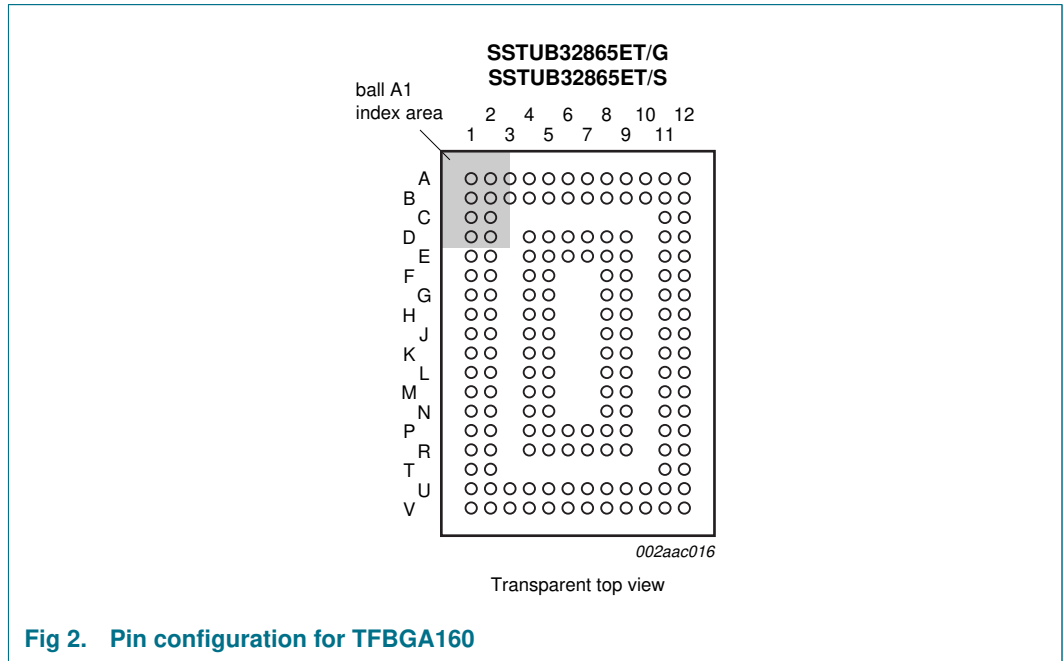 SSTUB32865ET/G
SSTUB32865ET/S
ball A1
index area
2 4 6 8 10 12
1 3 5 7 9 11
A
B
C
D
E
F
G
H
J
K
L
M
N
P
R
T
U
V
002aac016
Transparent top view
Fig 2. Pin configuration for TFBGA160